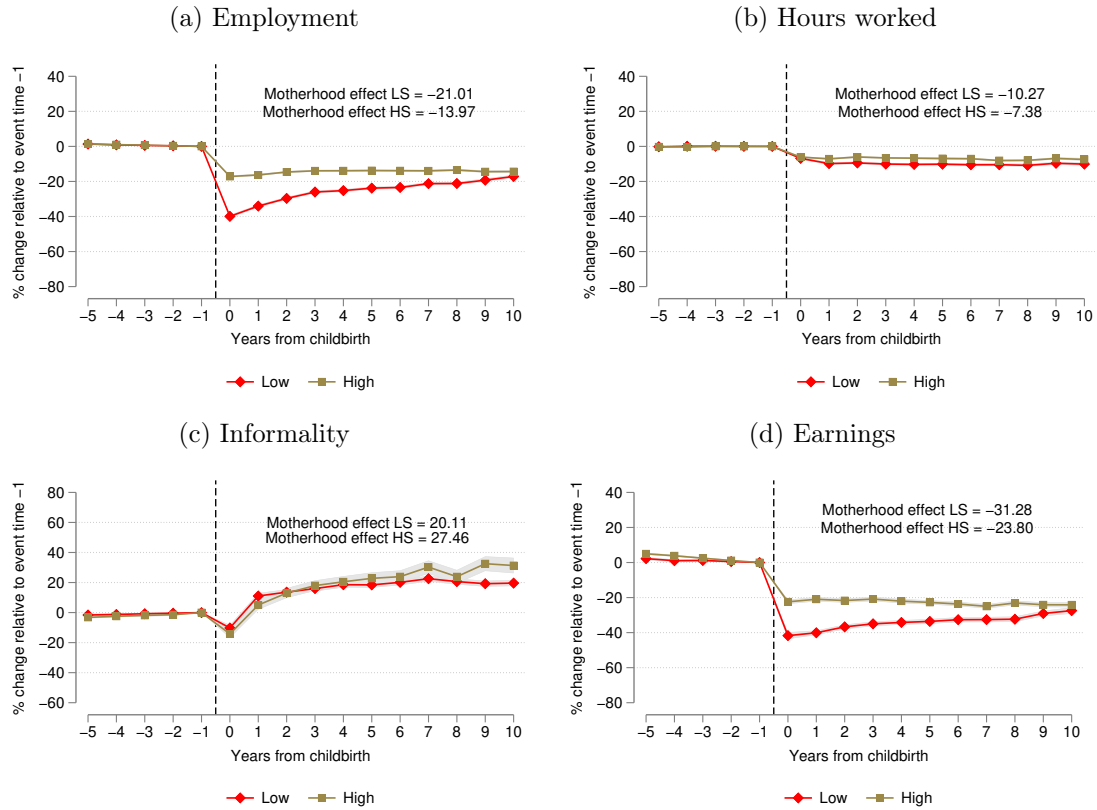 (a) Employment
% change relative to event time −1
40
20
0
−20
−40
−60
−80
Motherhood effect LS = −21.01
Motherhood effect HS = −13.97
−5 −4 −3 −2 −1 0 1 2 3 4 5 6 7 8 9 10
Years from childbirth
Low High
(b) Hours worked
% change relative to event time −1
40
20
0
−20
−40
−60
−80
Motherhood effect LS = −10.27
Motherhood effect HS = −7.38
−5 −4 −3 −2 −1 0 1 2 3 4 5 6 7 8 9 10
Years from childbirth
Low High
(c) Informality
% change relative to event time −1
80
60
40
20
0
−20
−40
−60
Motherhood effect LS = 20.11
Motherhood effect HS = 27.46
−5 −4 −3 −2 −1 0 1 2 3 4 5 6 7 8 9 10
Years from childbirth
Low High
(d) Earnings
% change relative to event time −1
40
20
0
−20
−40
−60
−80
Motherhood effect LS = −31.28
Motherhood effect HS = −23.80
−5 −4 −3 −2 −1 0 1 2 3 4 5 6 7 8 9 10
Years from childbirth
Low High